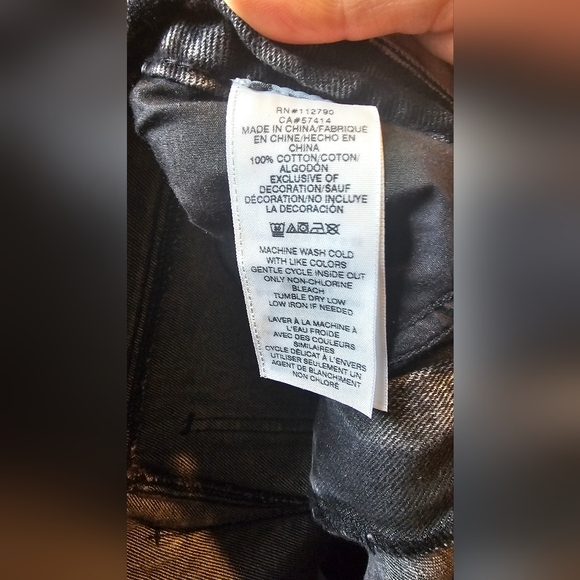 RN#112790
CA#57414
MADE IN CHINA/FABRIQUÉ
EN CHINE/HECHO EN
CHINA
100% COTTON/COTON/
ALGODÓN
EXCLUSIVE OF
DECORATION/SAUF
DÉCORATION/NO INCLUYE
LA DECORACIÓN
MACHINE WASH COLD
WITH LIKE COLORS
GENTLE CYCLE INSIDE OUT
ONLY NON-CHLORINE
BLEACH
TUMBLE DRY LOW
LOW IRON IF NEEDED
LAVER À LA MACHINE À
L'EAU FROIDE
AVEC DES COULEURS
SIMILAIRES
CYCLE DÉLICAT À L'ENVERS
UTILISER SEULEMENT UN
AGENT DE BLANCHIMENT
NON CHLORÉ